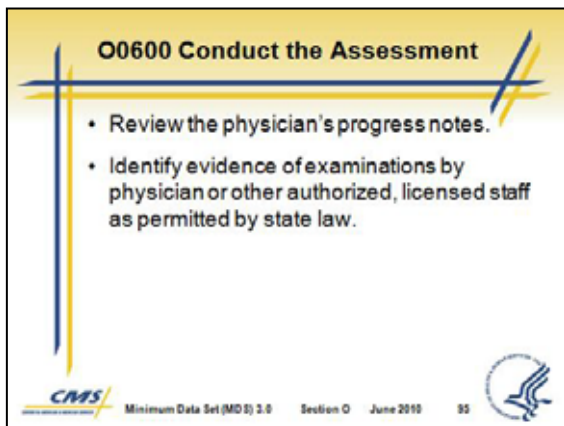 O0600 Conduct the Assessment
• Review the physician's progress notes.
• Identify evidence of examinations by
physician or other authorized, licensed staff
as permitted by state law.
CMS
Minimum Data Set (MDS) 3.0 Section O June 2010 95